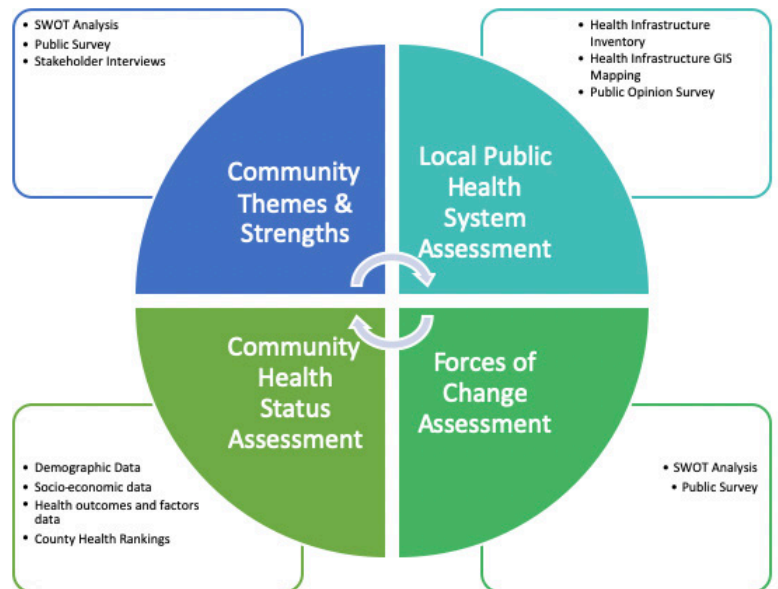 • SWOT Analysis
• Public Survey
• Stakeholder Interviews
• Health Infrastructure
Inventory
• Health Infrastructure GIS
Mapping
• Public Opinion Survey
Community
Themes &
Strengths
Local Public
Health
System
Assessment
Community
Health
Status
Assessment
Forces of
Change
Assessment
• Demographic Data
• Socio-economic data
• Health outcomes and factors
data
• County Health Rankings
• SWOT Analysis
• Public Survey